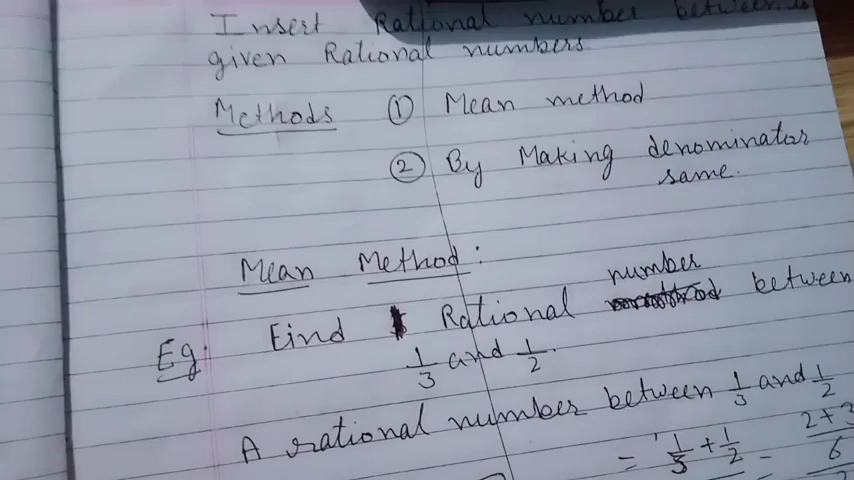 Insert Rational number between
given Rational numbers
Methods ① Mean method
② By Making denominator
same.
Mean Method:
number
Eg: Find Rational between
1/3 and 1/2.
A rational number between 1/3 and 1/2
= 1/3 + 1/2 = 2+3
6